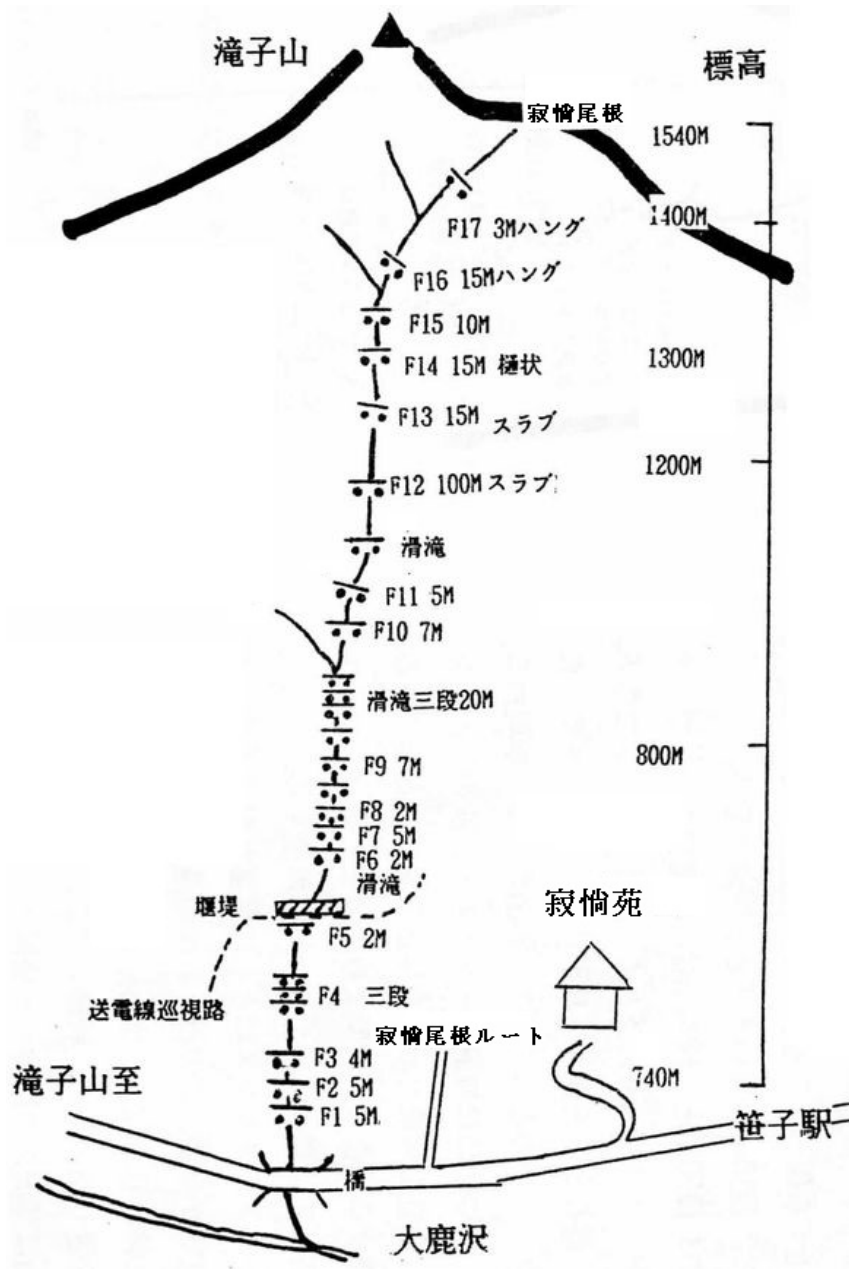 滝子山
標高
寂惝尾根
1540M
1400M
F17 3Mハング
F16 15Mハング
F15 10M
F14 15M 樋状
1300M
F13 15M スラブ
1200M
F12 100Mスラブ
滑滝
F11 5M
F10 7M
滑滝三段20M
800M
F9 7M
F8 2M
F7 5M
F6 2M
滑滝
堰堤
寂惝苑
F5 2M
F4 三段
送電線巡視路
寂惝尾根ルート
F3 4M
滝子山至
740M
F2 5M
F1 5M
笹子駅
橋
大鹿沢